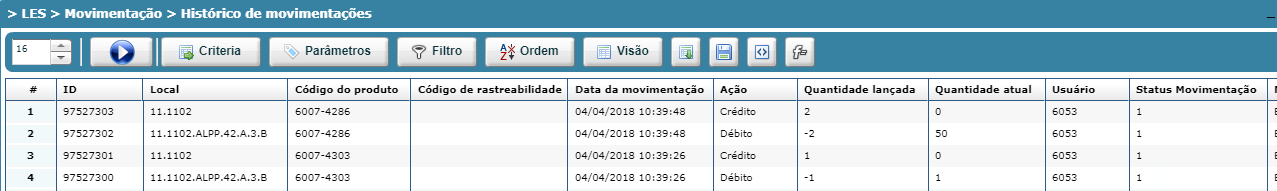 > LES > Movimentação > Histórico de movimentações
16 Criteria Parâmetros Filtro A Z Ordem Visão
# ID Local Código do produto Código de rastreabilidade Data da movimentação Ação Quantidade lançada Quantidade atual Usuário Status Movimentação
1 97527303 11.1102 6007-4286 04/04/2018 10:39:48 Crédito 2 0 6053 1
2 97527302 11.1102.ALPP.42.A.3.B 6007-4286 04/04/2018 10:39:48 Débito -2 50 6053 1
3 97527301 11.1102 6007-4303 04/04/2018 10:39:26 Crédito 1 0 6053 1
4 97527300 11.1102.ALPP.42.A.3.B 6007-4303 04/04/2018 10:39:26 Débito -1 1 6053 1